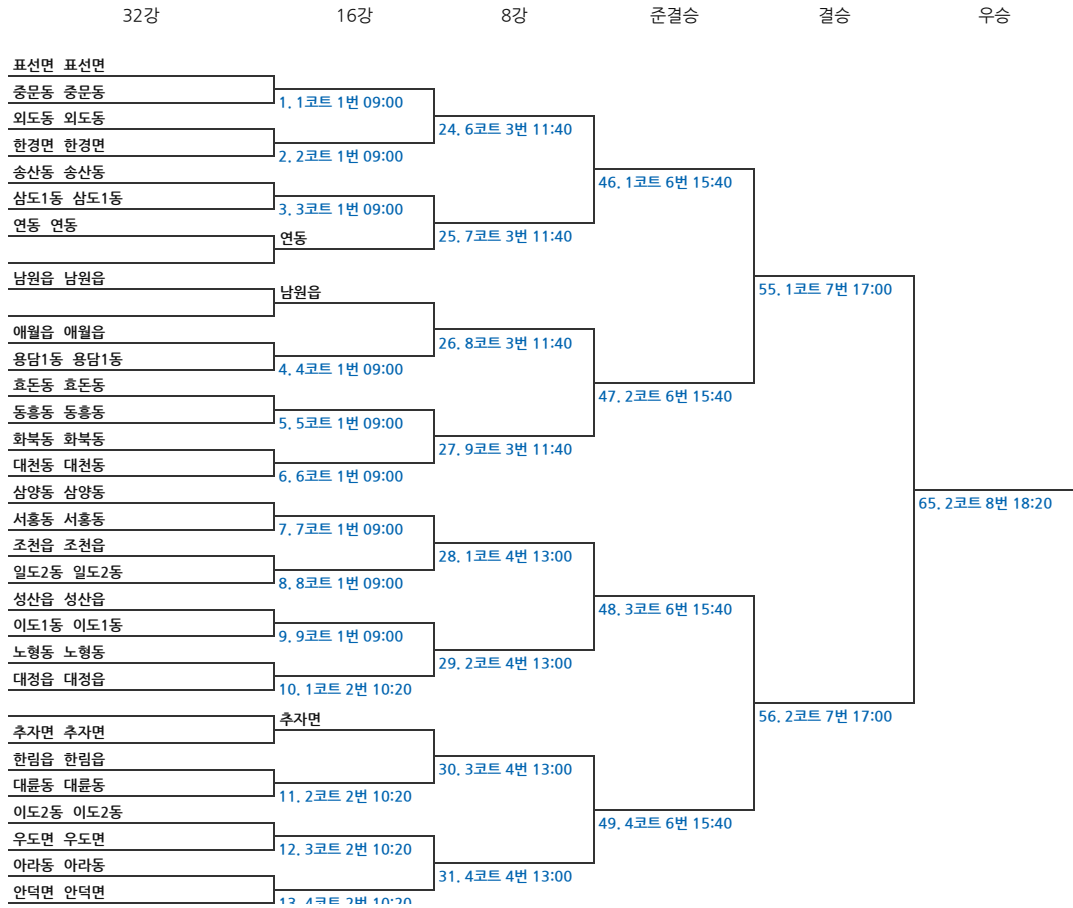 32강 16강 8강 준결승 결승 우승
표선면 표선면
중문동 중문동
1. 1코트 1번 09:00
외도동 외도동
24. 6코트 3번 11:40
한경면 한경면
2. 2코트 1번 09:00
송산동 송산동
46. 1코트 6번 15:40
삼도1동 삼도1동
3. 3코트 1번 09:00
연동 연동
연동
25. 7코트 3번 11:40
남원읍 남원읍
남원읍
55. 1코트 7번 17:00
애월읍 애월읍
26. 8코트 3번 11:40
용담1동 용담1동
4. 4코트 1번 09:00
효돈동 효돈동
47. 2코트 6번 15:40
동흥동 동흥동
5. 5코트 1번 09:00
화북동 화북동
27. 9코트 3번 11:40
대천동 대천동
6. 6코트 1번 09:00
삼양동 삼양동
65. 2코트 8번 18:20
서홍동 서홍동
7. 7코트 1번 09:00
조천읍 조천읍
28. 1코트 4번 13:00
일도2동 일도2동
8. 8코트 1번 09:00
성산읍 성산읍
48. 3코트 6번 15:40
이도1동 이도1동
9. 9코트 1번 09:00
노형동 노형동
29. 2코트 4번 13:00
대정읍 대정읍
10. 1코트 2번 10:20
추자면
56. 2코트 7번 17:00
추자면 추자면
한림읍 한림읍
30. 3코트 4번 13:00
대륜동 대륜동
11. 2코트 2번 10:20
이도2동 이도2동
49. 4코트 6번 15:40
우도면 우도면
12. 3코트 2번 10:20
아라동 아라동
31. 4코트 4번 13:00
안덕면 안덕면
13. 4코트 2번 10:20